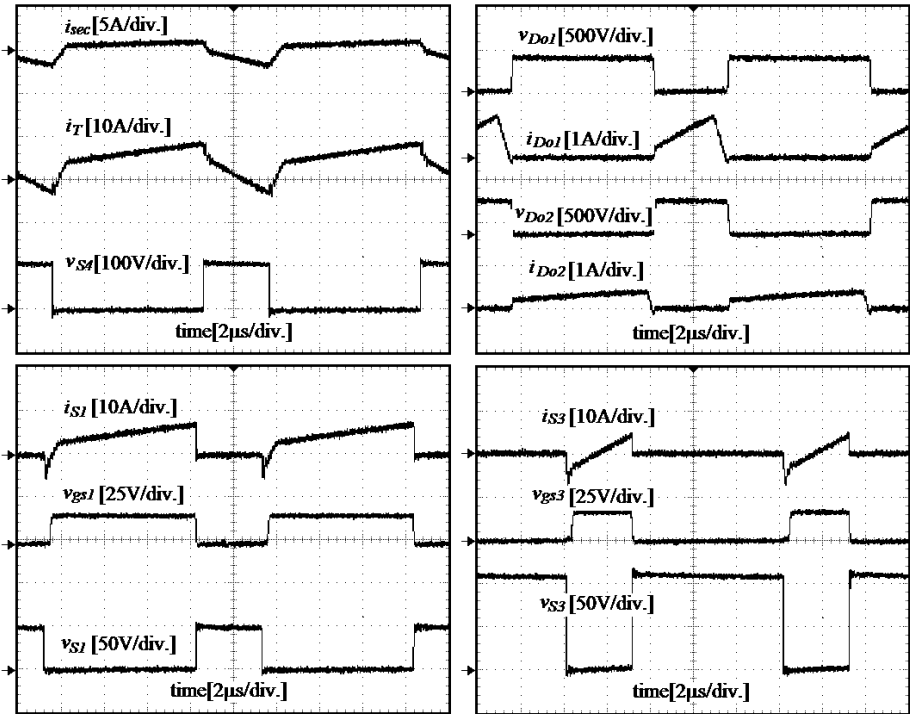 isec [5A/div.]
iT [10A/div.]
vS4 [100V/div.]
time[2μs/div.]
vDo1 [500V/div.]
iDo1 [1A/div.]
vDo2 [500V/div.]
iDo2 [1A/div.]
time[2μs/div.]
iS1 [10A/div.]
vgs1 [25V/div.]
vS1 [50V/div.]
time[2μs/div.]
iS3 [10A/div.]
vgs3 [25V/div.]
vS3 [50V/div.]
time[2μs/div.]